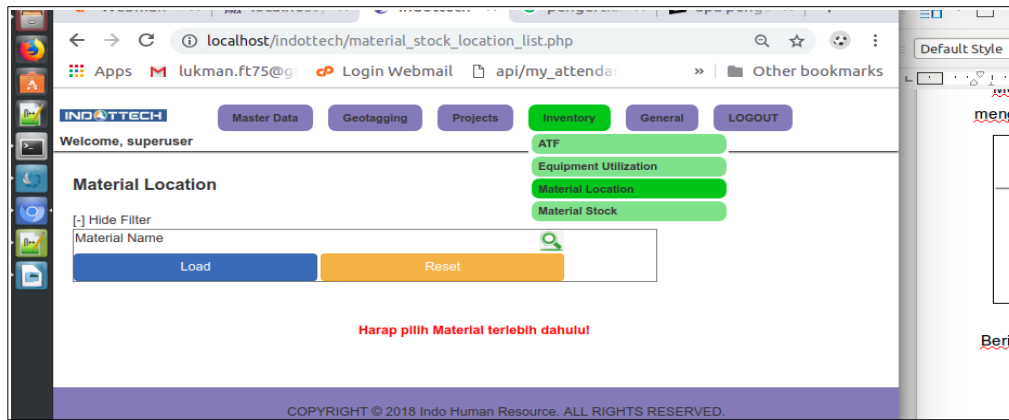 localhost/indottech/material_stock_location_list.php
Apps lukman.ft75@g Login Webmail api/my_attenda » Other bookmarks
Default Style
INDOTTECH
Master Data Geotagging Projects Inventory General LOGOUT
Welcome, superuser
ATF
Equipment Utilization
Material Location
Material Stock
Material Location
[-] Hide Filter
Material Name
Load Reset
Harap pilih Material terlebih dahulu!
COPYRIGHT © 2018 Indo Human Resource. ALL RIGHTS RESERVED.
meng
Beri